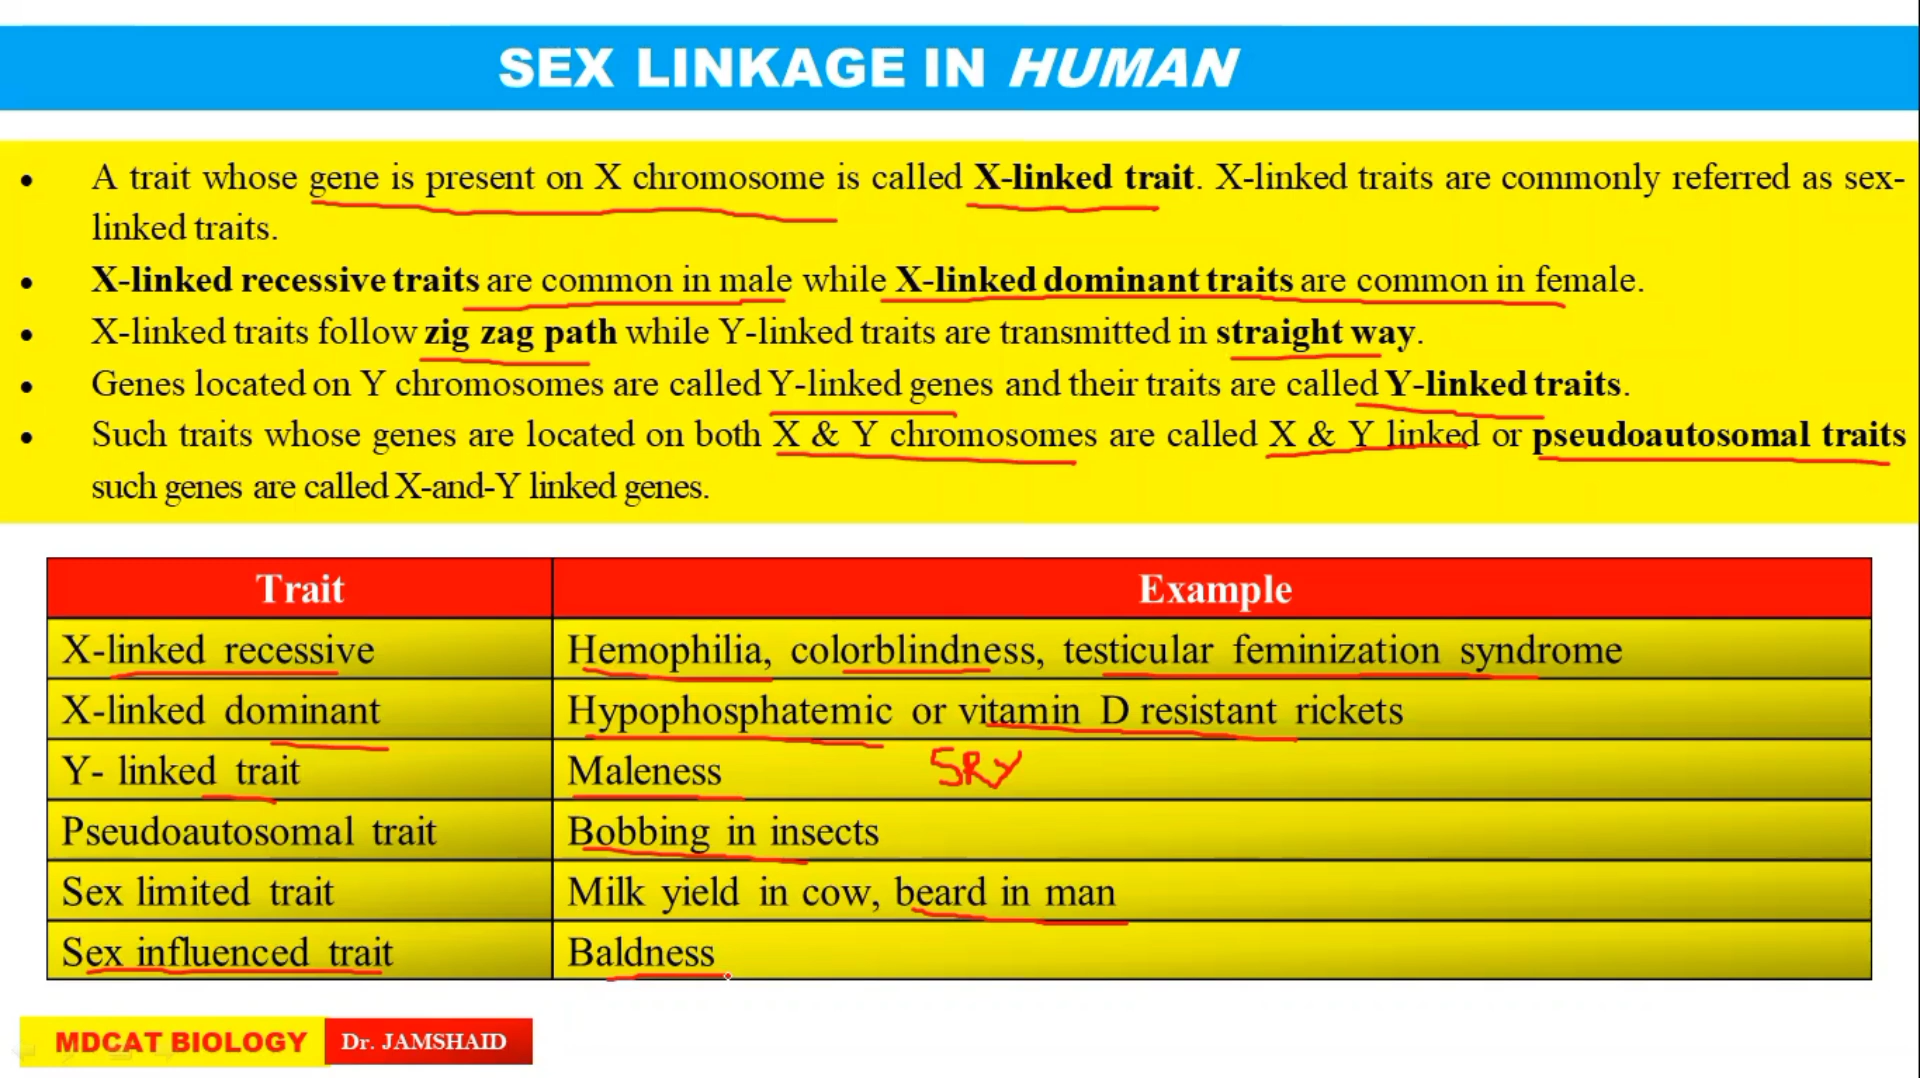 SEX LINKAGE IN HUMAN
• A trait whose gene is present on X chromosome is called X-linked trait. X-linked traits are commonly referred as sex-
linked traits.
• X-linked recessive traits are common in male while X-linked dominant traits are common in female.
• X-linked traits follow zig zag path while Y-linked traits are transmitted in straight way.
• Genes located on Y chromosomes are called Y-linked genes and their traits are called Y-linked traits.
• Such traits whose genes are located on both X & Y chromosomes are called X & Y linked or pseudoautosomal traits
such genes are called X-and-Y linked genes.
Trait Example
X-linked recessive Hemophilia, colorblindness, testicular feminization syndrome
X-linked dominant Hypophosphatemic or vitamin D resistant rickets
Y- linked trait Maleness SRY
Pseudoautosomal trait Bobbing in insects
Sex limited trait Milk yield in cow, beard in man
Sex influenced trait Baldness
MDCAT BIOLOGY Dr. JAMSHAID